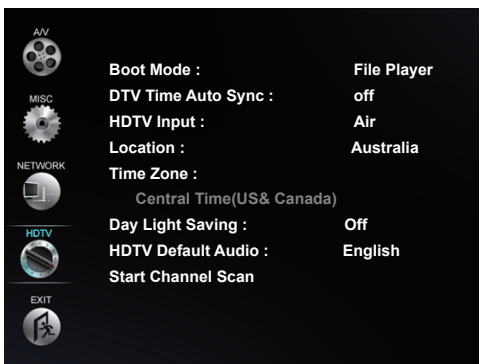 A/V
MISC
NETWORK
HDTV
EXIT
Boot Mode : File Player
DTV Time Auto Sync : off
HDTV Input : Air
Location : Australia
Time Zone :
Central Time(US& Canada)
Day Light Saving : Off
HDTV Default Audio : English
Start Channel Scan